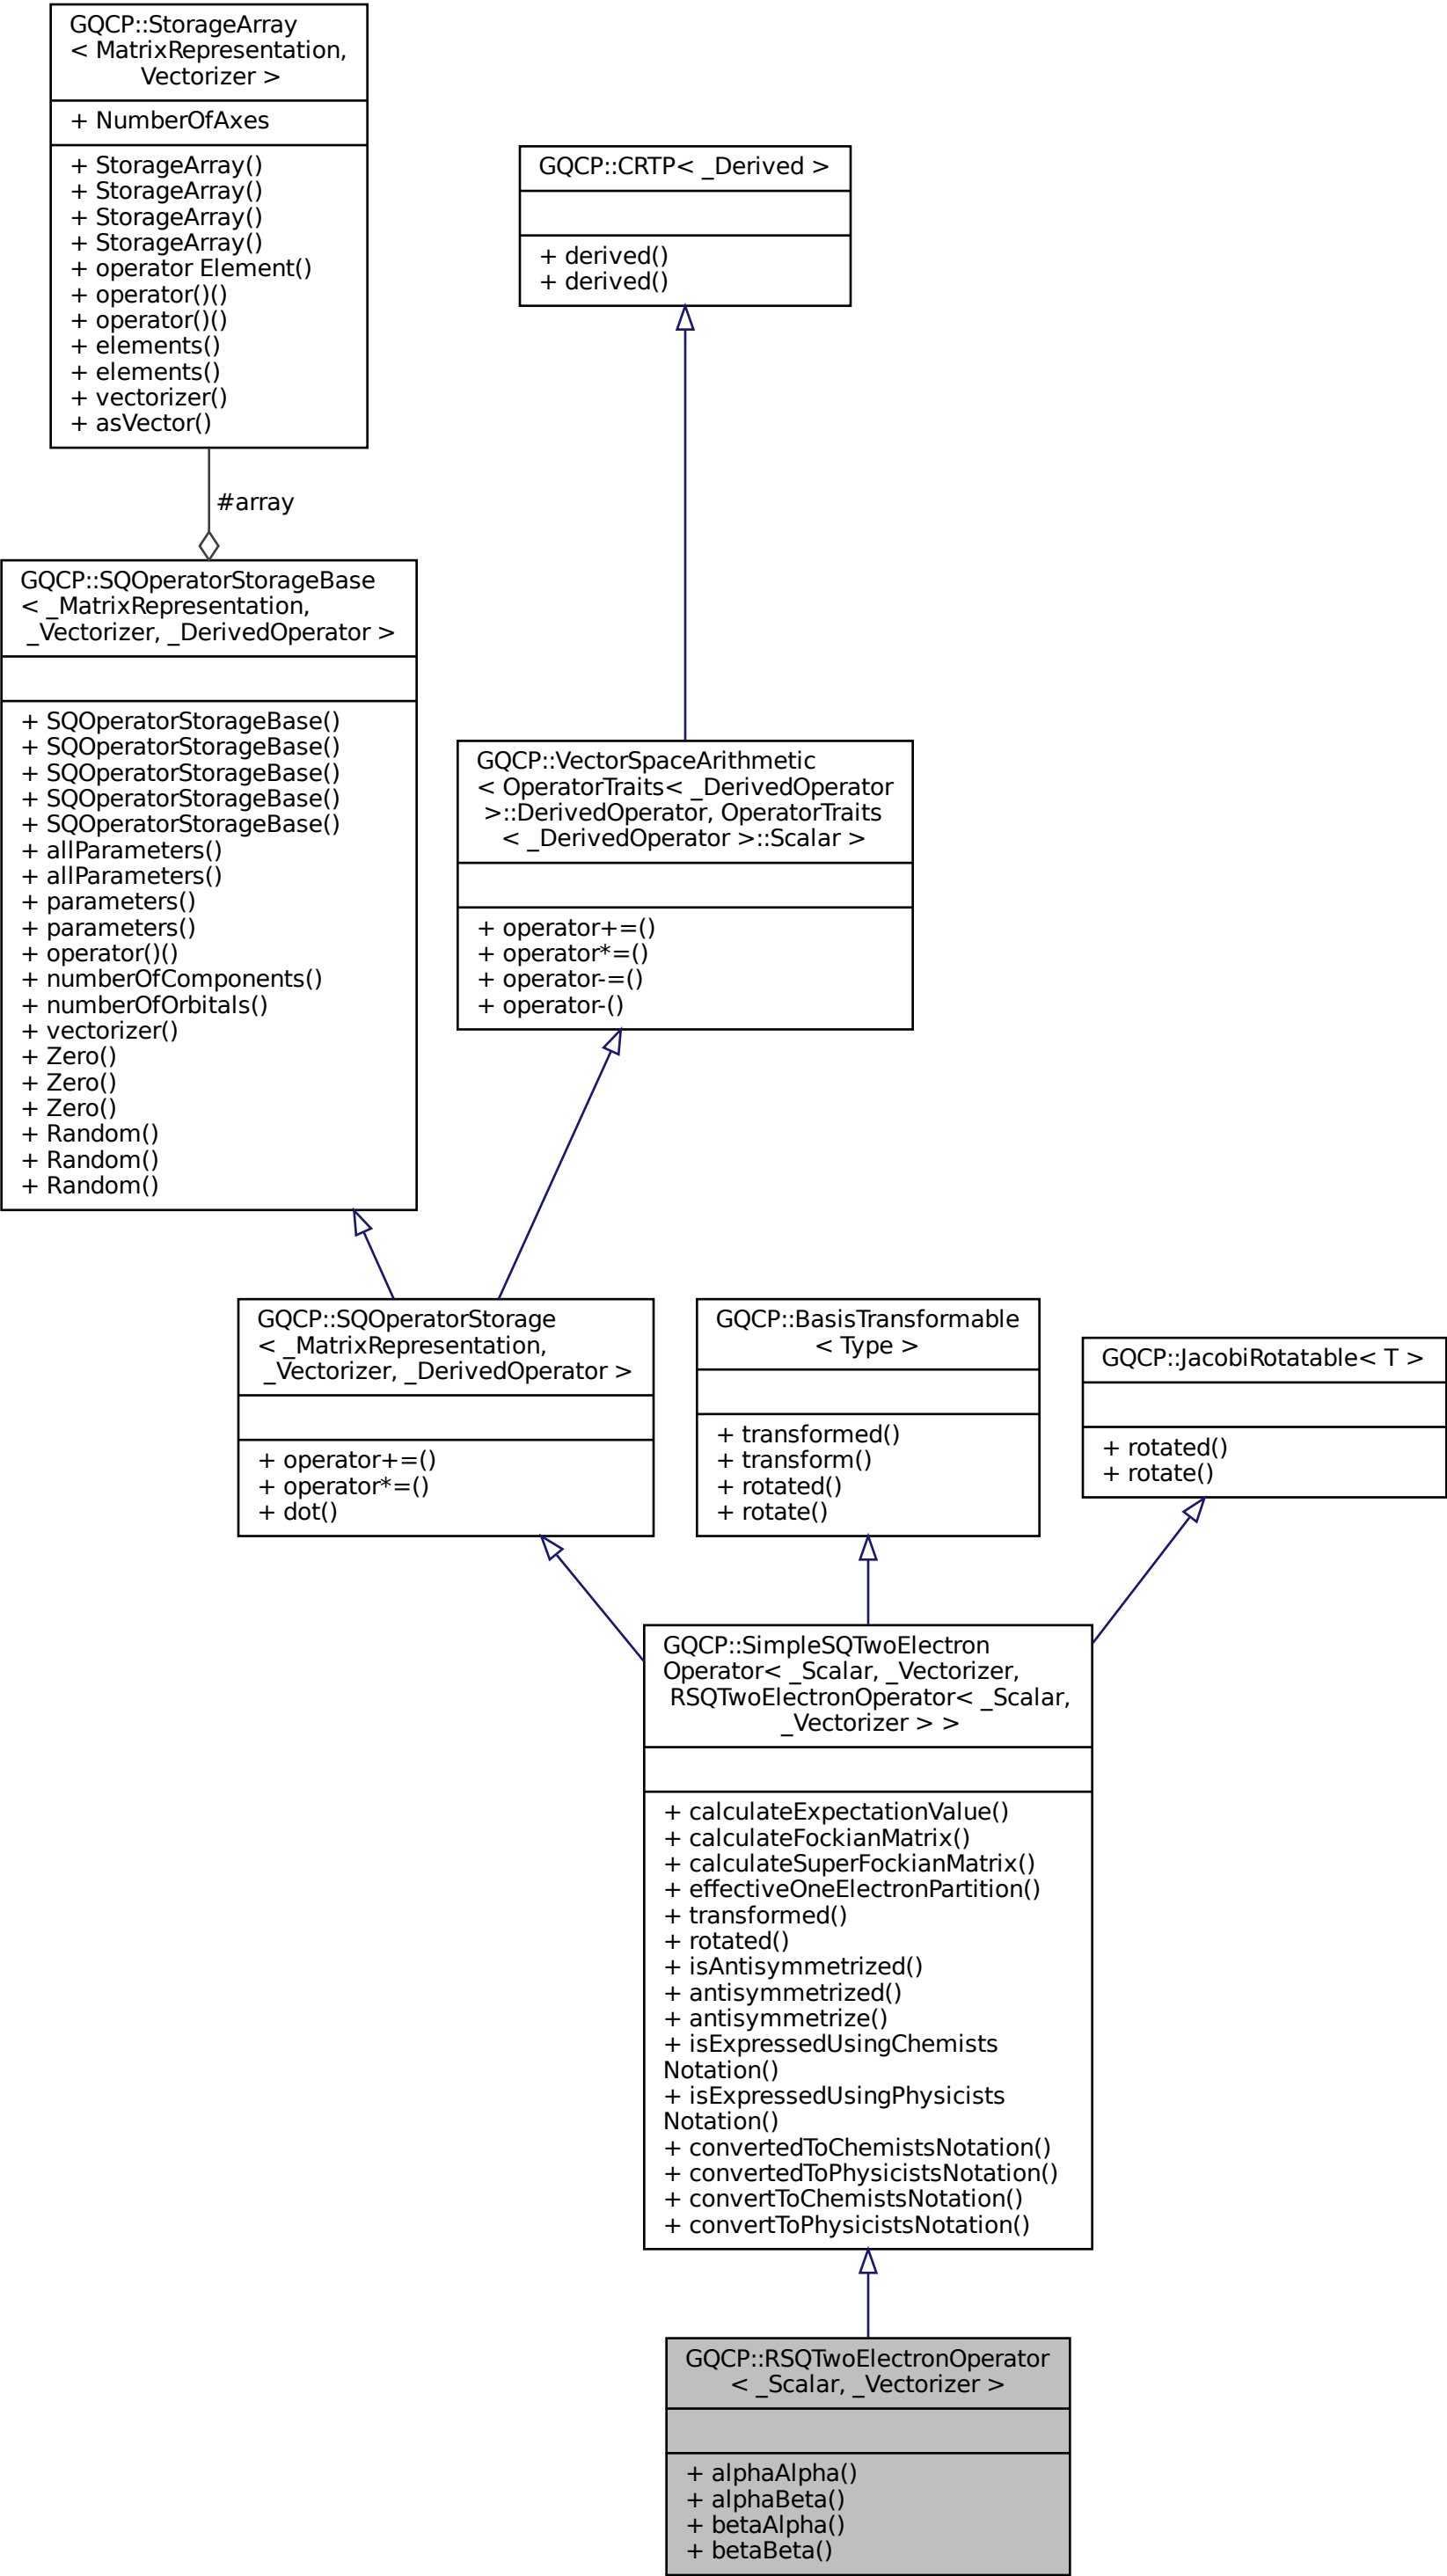 GQCP::StorageArray
< MatrixRepresentation,
Vectorizer >
+ NumberOfAxes
+ StorageArray()
+ StorageArray()
+ StorageArray()
+ StorageArray()
+ operator Element()
+ operator()()
+ operator()()
+ elements()
+ elements()
+ vectorizer()
+ asVector()
GQCP::CRTP< _Derived >
+ derived()
+ derived()
#array
GQCP::SQOperatorStorageBase
< _MatrixRepresentation,
_Vectorizer, _DerivedOperator >
+ SQOperatorStorageBase()
+ SQOperatorStorageBase()
+ SQOperatorStorageBase()
+ SQOperatorStorageBase()
+ SQOperatorStorageBase()
+ allParameters()
+ allParameters()
+ parameters()
+ parameters()
+ operator()()
+ numberOfComponents()
+ numberOfOrbitals()
+ vectorizer()
+ Zero()
+ Zero()
+ Zero()
+ Random()
+ Random()
+ Random()
GQCP::VectorSpaceArithmetic
< OperatorTraits< _DerivedOperator
>::DerivedOperator, OperatorTraits
< _DerivedOperator >::Scalar >
+ operator+=()
+ operator*=()
+ operator-=()
+ operator-()
GQCP::SQOperatorStorage
< _MatrixRepresentation,
_Vectorizer, _DerivedOperator >
+ operator+=()
+ operator*=()
+ dot()
GQCP::BasisTransformable
< Type >
+ transformed()
+ transform()
+ rotated()
+ rotate()
GQCP::JacobiRotatable< T >
+ rotated()
+ rotate()
GQCP::SimpleSQTwoElectron
Operator< _Scalar, _Vectorizer,
RSQTwoElectronOperator< _Scalar,
_Vectorizer > >
+ calculateExpectationValue()
+ calculateFockianMatrix()
+ calculateSuperFockianMatrix()
+ effectiveOneElectronPartition()
+ transformed()
+ rotated()
+ isAntisymmetrized()
+ antisymmetrized()
+ antisymmetrize()
+ isExpressedUsingChemists
Notation()
+ isExpressedUsingPhysicists
Notation()
+ convertedToChemistsNotation()
+ convertedToPhysicistsNotation()
+ convertToChemistsNotation()
+ convertToPhysicistsNotation()
GQCP::RSQTwoElectronOperator
< _Scalar, _Vectorizer >
+ alphaAlpha()
+ alphaBeta()
+ betaAlpha()
+ betaBeta()